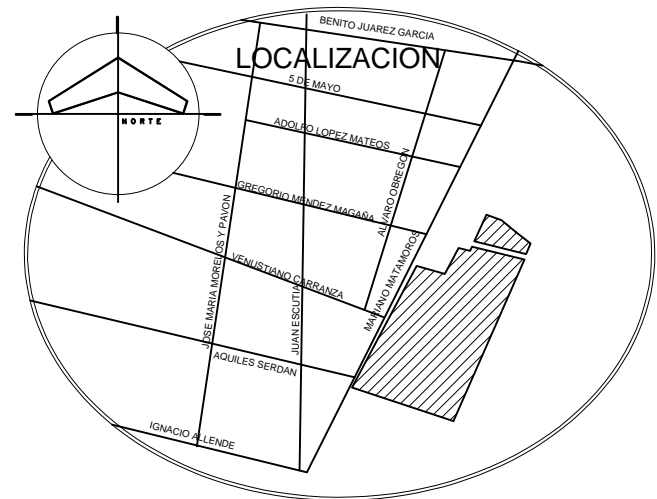 BENITO JUAREZ GARCIA
LOCALIZACION
5 DE MAYO
NORTE
ADOLFO LOPEZ MATEOS
ALVARO OBREGON
GREGORIO MENDEZ MAGAÑA
JOSE MARIA MORELOS Y PAVON
VENUSTIANO CARRANZA
MARIANO MATAMOROS
JUAN ESCUTIA
AQUILES SERDAN
IGNACIO ALLENDE